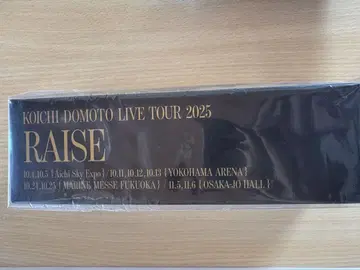 KOICHI DOMOTO LIVE TOUR 2025
RAISE
10.4,10.5 [Aichi Sky Expo] / 10.11,10.12,10.13 [YOKOHAMA ARENA] /
10.24,10.25 [MARINE MESSE FUKUOKA] / 11.5,11.6 [OSAKA-JO HALL]